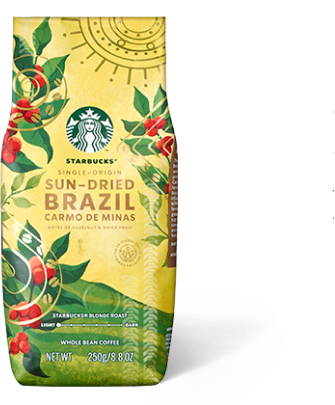 STARBUCKS®
SINGLE-ORIGIN
SUN-DRIED
BRAZIL
CARMO DE MINAS
NOTES OF HAZELNUT & DRIED FRUIT
STARBUCKS® BLONDE ROAST
LIGHT DARK
WHOLE BEAN COFFEE
NET WT 250g/8.8 OZ